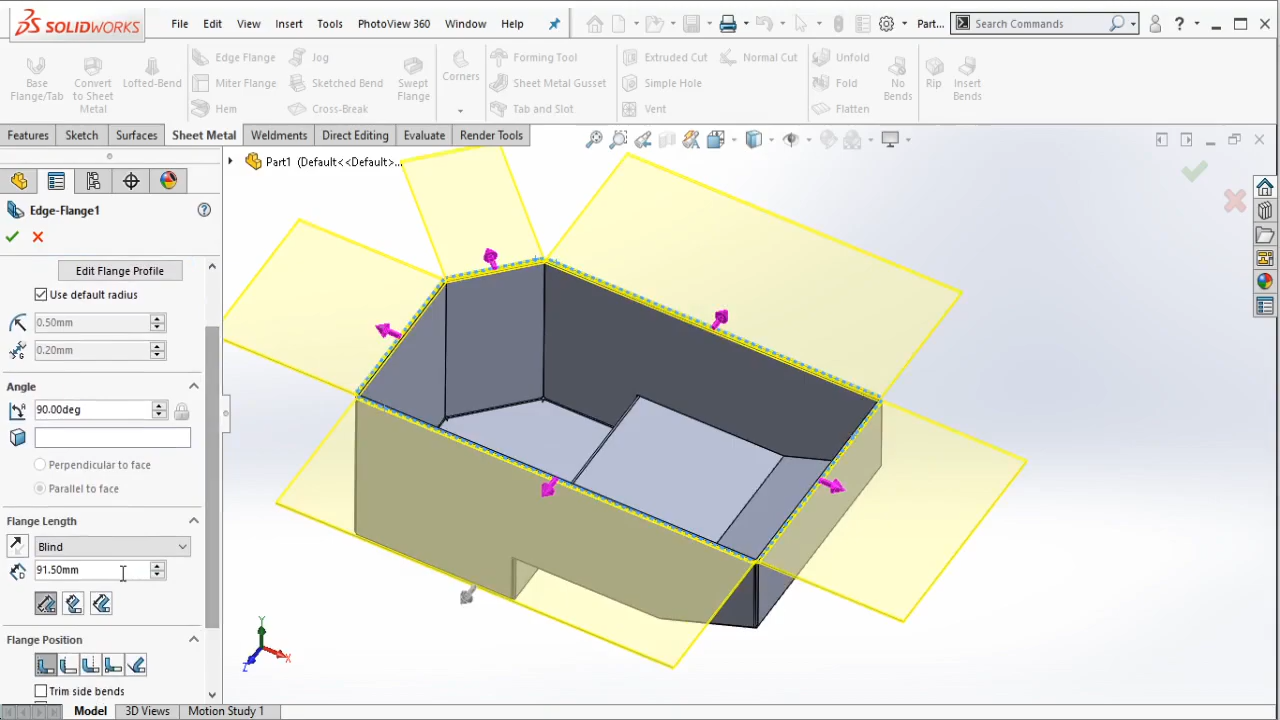 SOLIDWORKS File Edit View Insert Tools PhotoView 360 Window Help Part... Search Commands
Base Flange/Tab
Convert to Sheet Metal
Lofted-Bend
Edge Flange
Miter Flange
Hem
Jog
Sketched Bend
Cross-Break
Swept Flange
Corners
Forming Tool
Sheet Metal Gusset
Tab and Slot
Extruded Cut
Simple Hole
Vent
Normal Cut
Unfold
Fold
Flatten
No Bends
Rip
Insert Bends
Features Sketch Surfaces Sheet Metal Weldments Direct Editing Evaluate Render Tools
Part1 (Default<<Default>...
Edge-Flange1
Edit Flange Profile
Use default radius
0.50mm
0.20mm
Angle
90.00deg
Perpendicular to face
Parallel to face
Flange Length
Blind
91.50mm
Flange Position
Trim side bends
Y
Z
X
Model 3D Views Motion Study 1